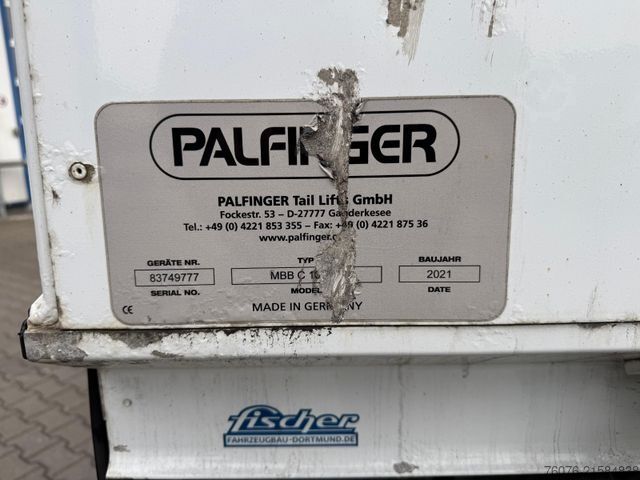 PALFINGER
PALFINGER Tail Lifts GmbH
Fockestr. 53 – D-27777 Ganderkesee
Tel.: +49 (0) 4221 853 355 – Fax: +49 (0) 4221 875 36
www.palfinger.
GERÄTE NR. TYP BAUJAHR
83749777 MBB C 2021
SERIAL NO. MODEL DATE
CE MADE IN GERMANY
fischer
FAHRZEUGBAU-DORTMUND.DE